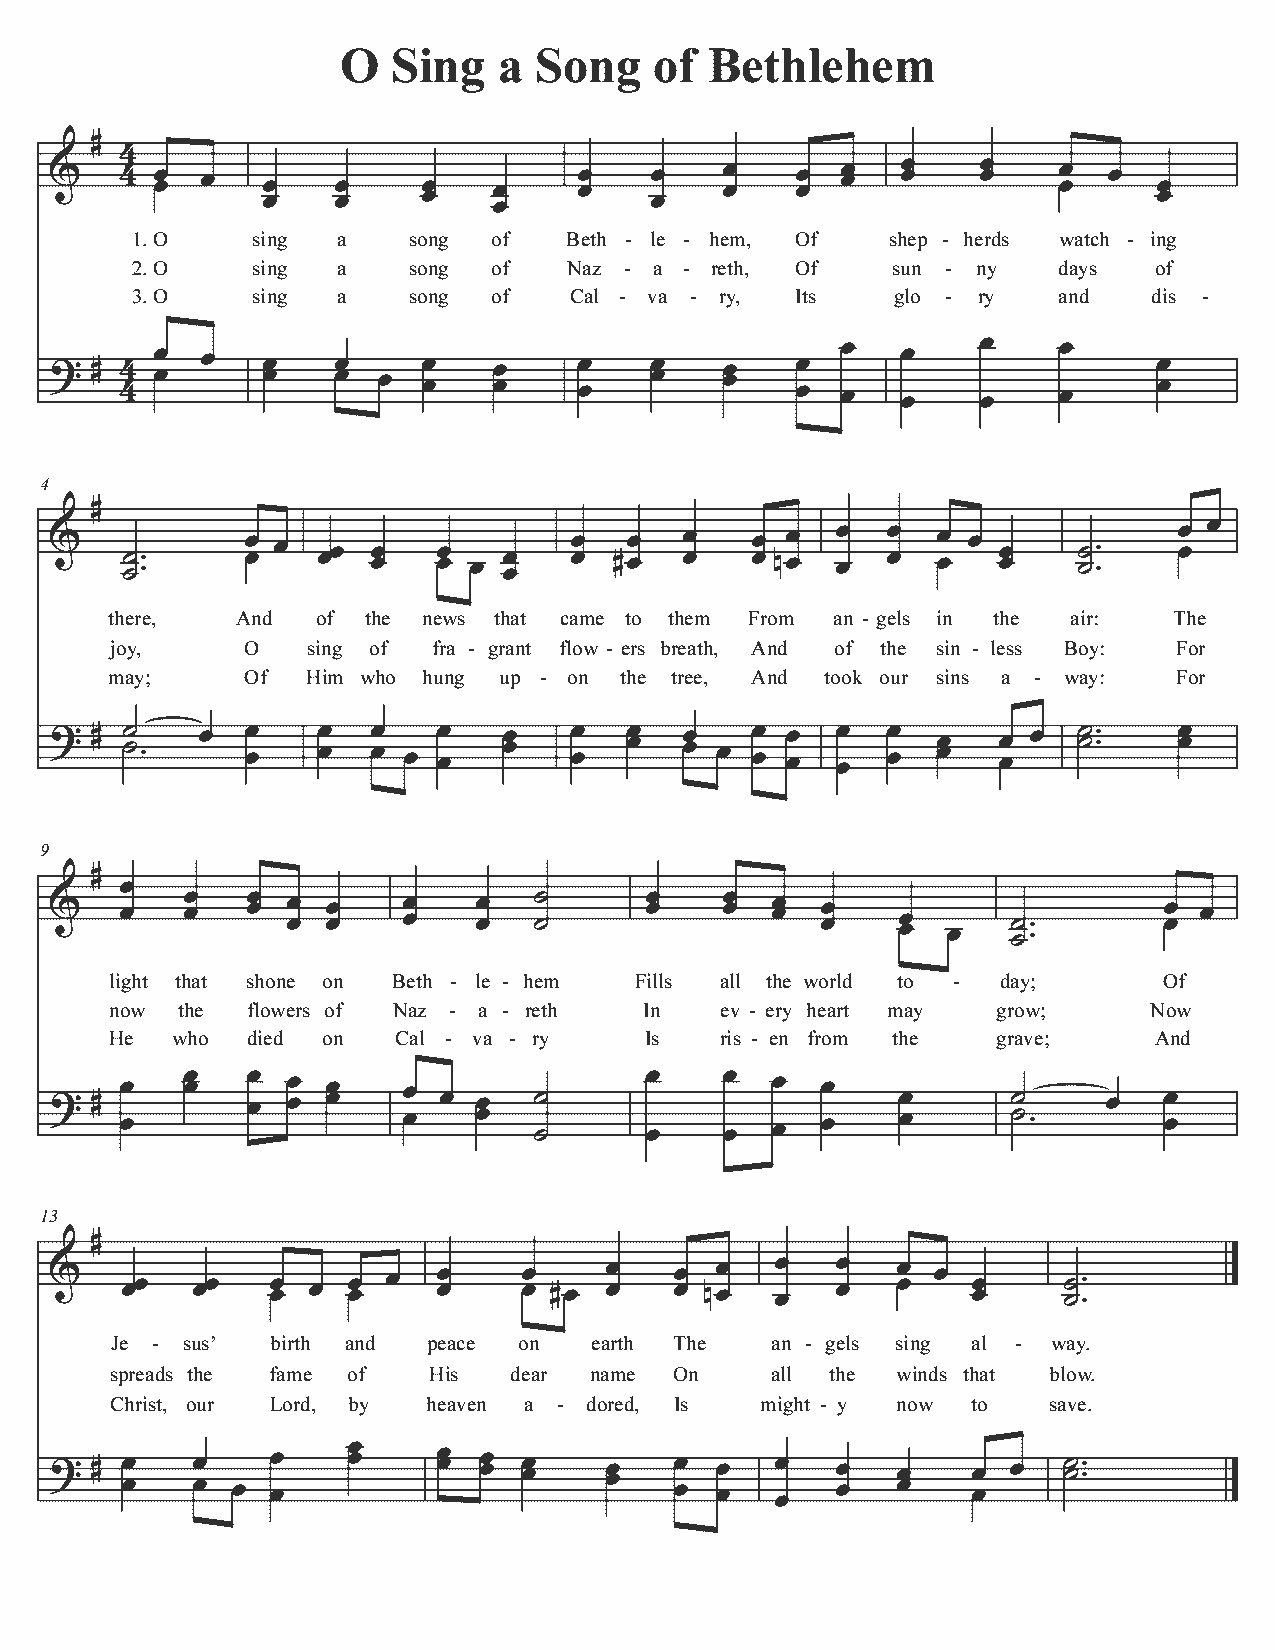 O Sing a Song of Bethlehem
4
4
1. O sing a song of Beth - le - hem, Of shep - herds watch - ing
2. O sing a song of Naz - a - reth, Of sun - ny days of
3. O sing a song of Cal - va - ry, Its glo - ry and dis -
4
4
4
there, And of the news that came to them From an - gels in the air: The
joy, O sing of fra - grant flow - ers breath, And of the sin - less Boy: For
may; Of Him who hung up - on the tree, And took our sins a - way: For
9
light that shone on Beth - le - hem Fills all the world to - day; Of
now the flowers of Naz - a - reth In ev - ery heart may grow; Now
He who died on Cal - va - ry Is ris - en from the grave; And
13
Je - sus’ birth and peace on earth The an - gels sing al - way.
spreads the fame of His dear name On all the winds that blow.
Christ, our Lord, by heaven a - dored, Is might - y now to save.